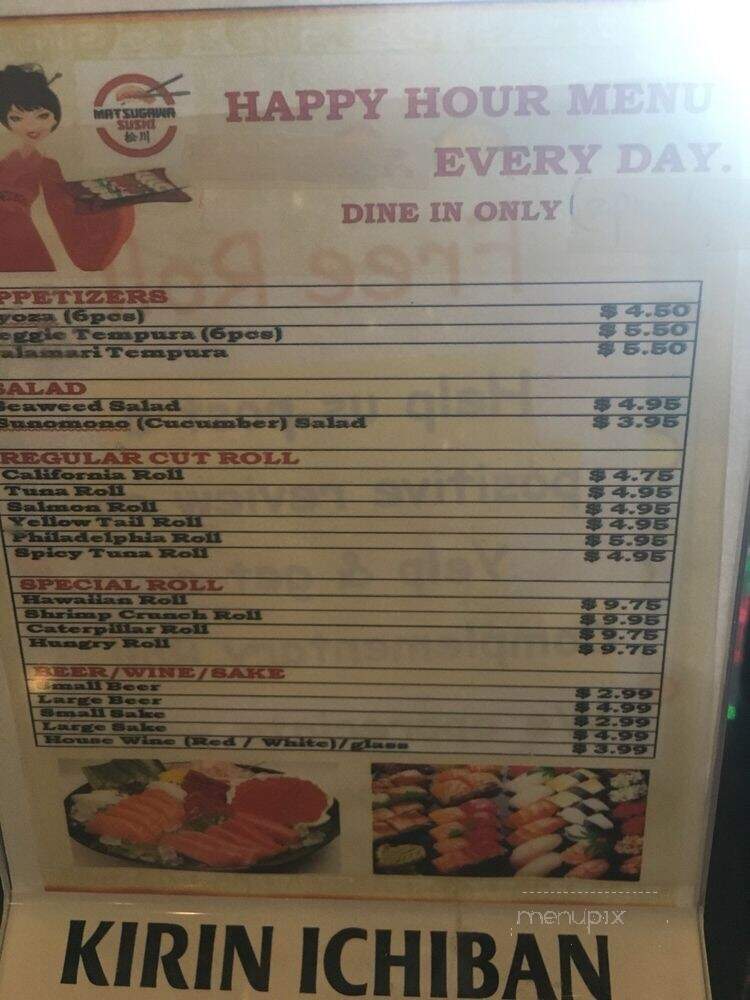 MATSUGAWA
SUSHI
松川
HAPPY HOUR MENU
EVERY DAY.
DINE IN ONLY
PPETIZERS
yoza (6pcs) $ 4.50
eggie Tempura (6pcs) $ 5.50
alamari Tempura $ 5.50
SALAD
Seaweed Salad $ 4.95
Sunomono (Cucumber) Salad $ 3.95
REGULAR CUT ROLL
California Roll $ 4.75
Tuna Roll $ 4.95
Salmon Roll $ 4.95
Yellow Tail Roll $ 4.95
Philadelphia Roll $ 5.95
Spicy Tuna Roll $ 4.95
SPECIAL ROLL
Hawaiian Roll $ 9.75
Shrimp Crunch Roll $ 9.95
Caterpillar Roll $ 9.75
Hungry Roll $ 9.75
BEER/WINE/SAKE
Small Beer $ 2.99
Large Beer $ 4.99
Small Sake $ 2.99
Large Sake $ 4.99
House Wine (Red / White)/glass $ 3.99
menupix
KIRIN ICHIBAN